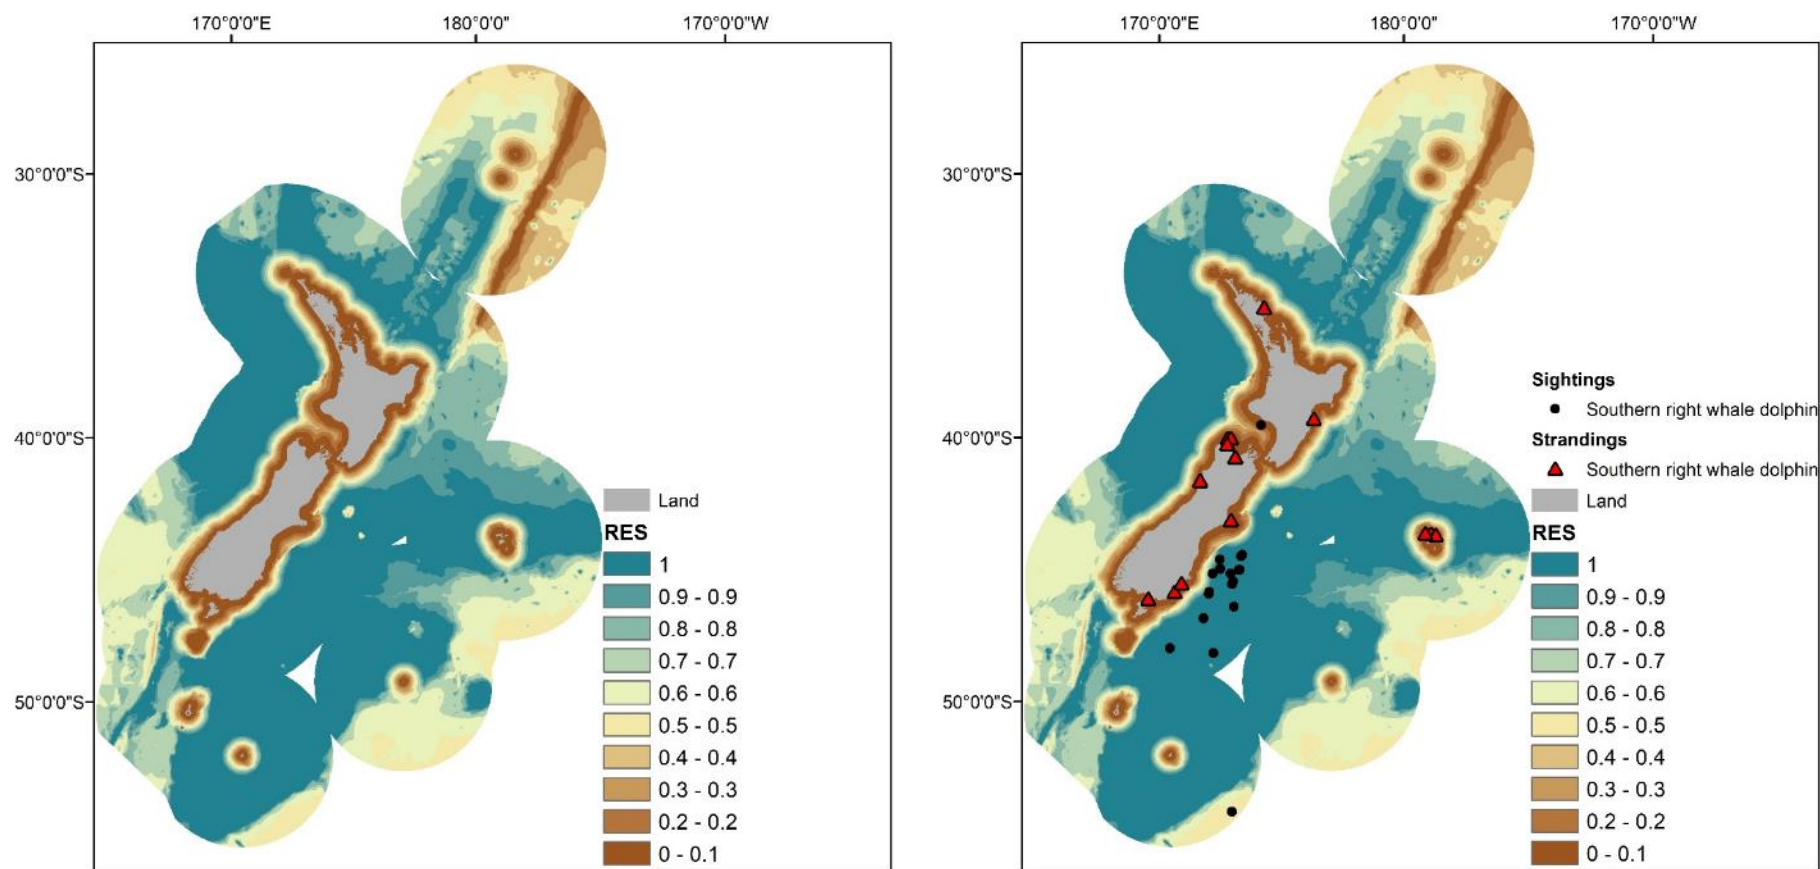 170°0'0"E 180°0'0" 170°0'0"W
30°0'0"S
40°0'0"S
50°0'0"S
Land
RES
1
0.9 - 0.9
0.8 - 0.8
0.7 - 0.7
0.6 - 0.6
0.5 - 0.5
0.4 - 0.4
0.3 - 0.3
0.2 - 0.2
0 - 0.1
170°0'0"E 180°0'0" 170°0'0"W
30°0'0"S
40°0'0"S
50°0'0"S
Sightings
Southern right whale dolphin
Strandings
Southern right whale dolphin
Land
RES
1
0.9 - 0.9
0.8 - 0.8
0.7 - 0.7
0.6 - 0.6
0.5 - 0.5
0.4 - 0.4
0.3 - 0.3
0.2 - 0.2
0 - 0.1